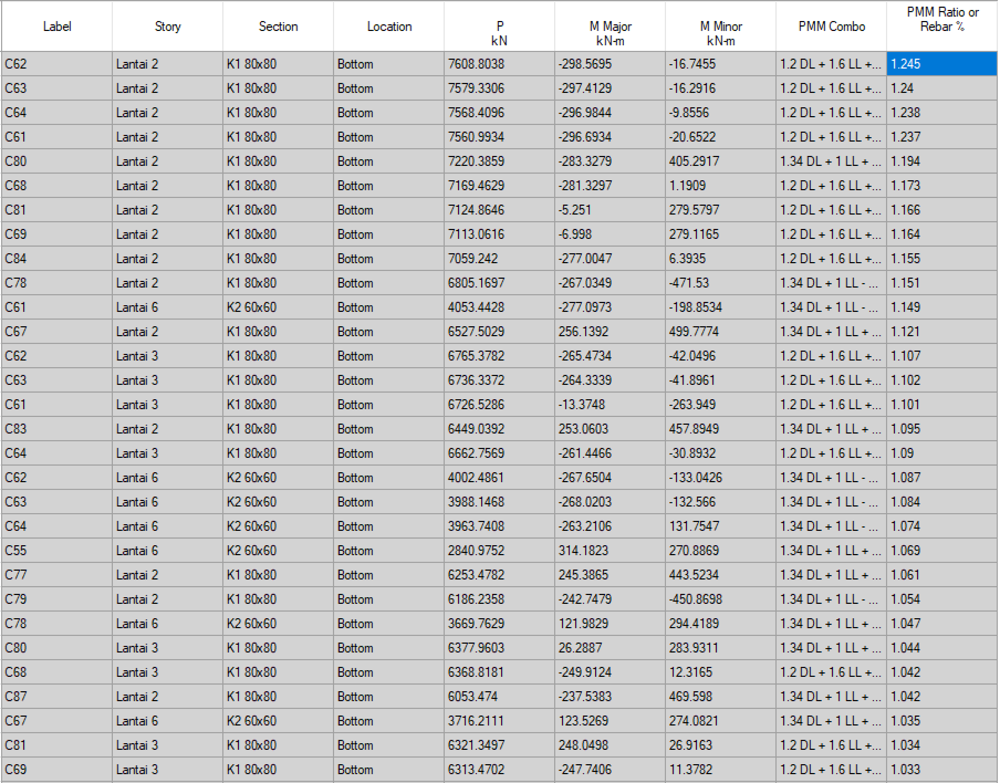 Label Story Section Location P kN M Major kN-m M Minor kN-m PMM Combo PMM Ratio or Rebar %
C62 Lantai 2 K1 80x80 Bottom 7608.8038 -298.5695 -16.7455 1.2 DL + 1.6 LL +... 1.245
C63 Lantai 2 K1 80x80 Bottom 7579.3306 -297.4129 -16.2916 1.2 DL + 1.6 LL +... 1.24
C64 Lantai 2 K1 80x80 Bottom 7568.4096 -296.9844 -9.8556 1.2 DL + 1.6 LL +... 1.238
C61 Lantai 2 K1 80x80 Bottom 7560.9934 -296.6934 -20.6522 1.2 DL + 1.6 LL +... 1.237
C80 Lantai 2 K1 80x80 Bottom 7220.3859 -283.3279 405.2917 1.34 DL + 1 LL + ... 1.194
C68 Lantai 2 K1 80x80 Bottom 7169.4629 -281.3297 1.1909 1.2 DL + 1.6 LL +... 1.173
C81 Lantai 2 K1 80x80 Bottom 7124.8646 -5.251 279.5797 1.2 DL + 1.6 LL +... 1.166
C69 Lantai 2 K1 80x80 Bottom 7113.0616 -6.998 279.1165 1.2 DL + 1.6 LL +... 1.164
C84 Lantai 2 K1 80x80 Bottom 7059.242 -277.0047 6.3935 1.2 DL + 1.6 LL +... 1.155
C78 Lantai 2 K1 80x80 Bottom 6805.1697 -267.0349 -471.53 1.34 DL + 1 LL - ... 1.151
C61 Lantai 6 K2 60x60 Bottom 4053.4428 -277.0973 -198.8534 1.34 DL + 1 LL - ... 1.149
C67 Lantai 2 K1 80x80 Bottom 6527.5029 256.1392 499.7774 1.34 DL + 1 LL + ... 1.121
C62 Lantai 3 K1 80x80 Bottom 6765.3782 -265.4734 -42.0496 1.2 DL + 1.6 LL +... 1.107
C63 Lantai 3 K1 80x80 Bottom 6736.3372 -264.3339 -41.8961 1.2 DL + 1.6 LL +... 1.102
C61 Lantai 3 K1 80x80 Bottom 6726.5286 -13.3748 -263.949 1.2 DL + 1.6 LL +... 1.101
C83 Lantai 2 K1 80x80 Bottom 6449.0392 253.0603 457.8949 1.34 DL + 1 LL + ... 1.095
C64 Lantai 3 K1 80x80 Bottom 6662.7569 -261.4466 -30.8932 1.2 DL + 1.6 LL +... 1.09
C62 Lantai 6 K2 60x60 Bottom 4002.4861 -267.6504 -133.0426 1.34 DL + 1 LL - ... 1.087
C63 Lantai 6 K2 60x60 Bottom 3988.1468 -268.0203 -132.566 1.34 DL + 1 LL - ... 1.084
C64 Lantai 6 K2 60x60 Bottom 3963.7408 -263.2106 131.7547 1.34 DL + 1 LL - ... 1.074
C55 Lantai 6 K2 60x60 Bottom 2840.9752 314.1823 270.8869 1.34 DL + 1 LL + ... 1.069
C77 Lantai 2 K1 80x80 Bottom 6253.4782 245.3865 443.5234 1.34 DL + 1 LL + ... 1.061
C79 Lantai 2 K1 80x80 Bottom 6186.2358 -242.7479 -450.8698 1.34 DL + 1 LL - ... 1.054
C78 Lantai 6 K2 60x60 Bottom 3669.7629 121.9829 294.4189 1.34 DL + 1 LL + ... 1.047
C80 Lantai 3 K1 80x80 Bottom 6377.9603 26.2887 283.9311 1.34 DL + 1 LL + ... 1.044
C68 Lantai 3 K1 80x80 Bottom 6368.8181 -249.9124 12.3165 1.2 DL + 1.6 LL +... 1.042
C87 Lantai 2 K1 80x80 Bottom 6053.474 -237.5383 469.598 1.34 DL + 1 LL + ... 1.042
C67 Lantai 6 K2 60x60 Bottom 3716.2111 123.5269 274.0821 1.34 DL + 1 LL + ... 1.035
C81 Lantai 3 K1 80x80 Bottom 6321.3497 248.0498 26.9163 1.2 DL + 1.6 LL +... 1.034
C69 Lantai 3 K1 80x80 Bottom 6313.4702 -247.7406 11.3782 1.2 DL + 1.6 LL +... 1.033